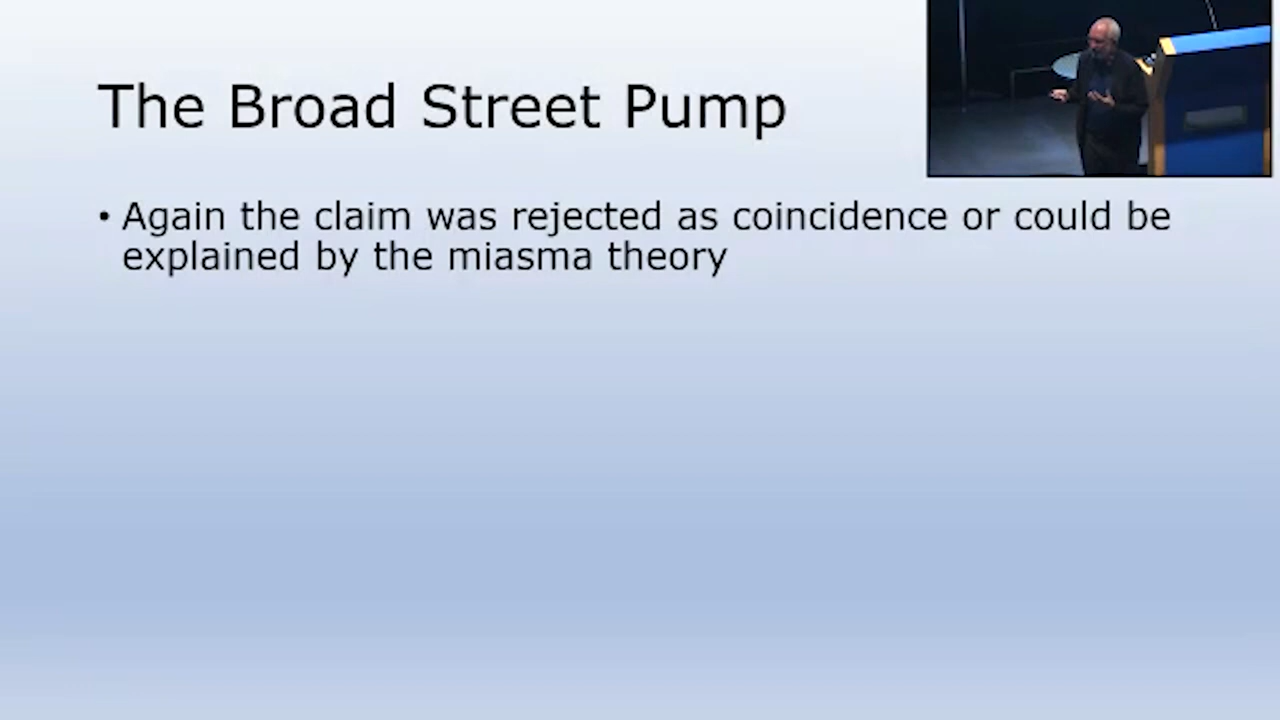 The Broad Street Pump
• Again the claim was rejected as coincidence or could be
explained by the miasma theory